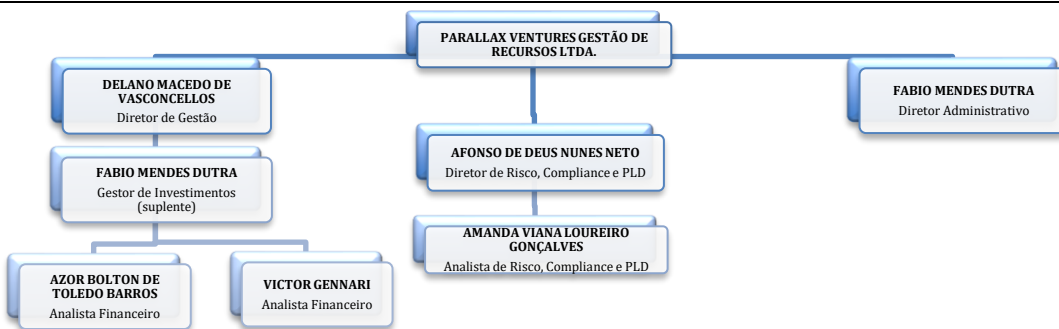 PARALLAX VENTURES GESTÃO DE
RECURSOS LTDA.
DELANO MACEDO DE
VASCONCELLOS
Diretor de Gestão
FABIO MENDES DUTRA
Gestor de Investimentos
(suplente)
AZOR BOLTON DE
TOLEDO BARROS
Analista Financeiro
VICTOR GENNARI
Analista Financeiro
AFONSO DE DEUS NUNES NETO
Diretor de Risco, Compliance e PLD
AMANDA VIANA LOUREIRO
GONÇALVES
Analista de Risco, Compliance e PLD
FABIO MENDES DUTRA
Diretor Administrativo